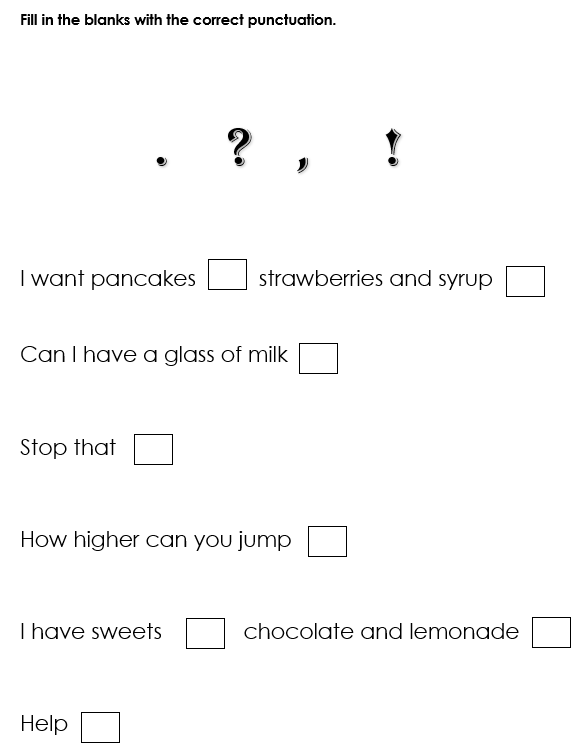 Fill in the blanks with the correct punctuation.
. ? , !
I want pancakes strawberries and syrup
Can I have a glass of milk
Stop that
How higher can you jump
I have sweets chocolate and lemonade
Help